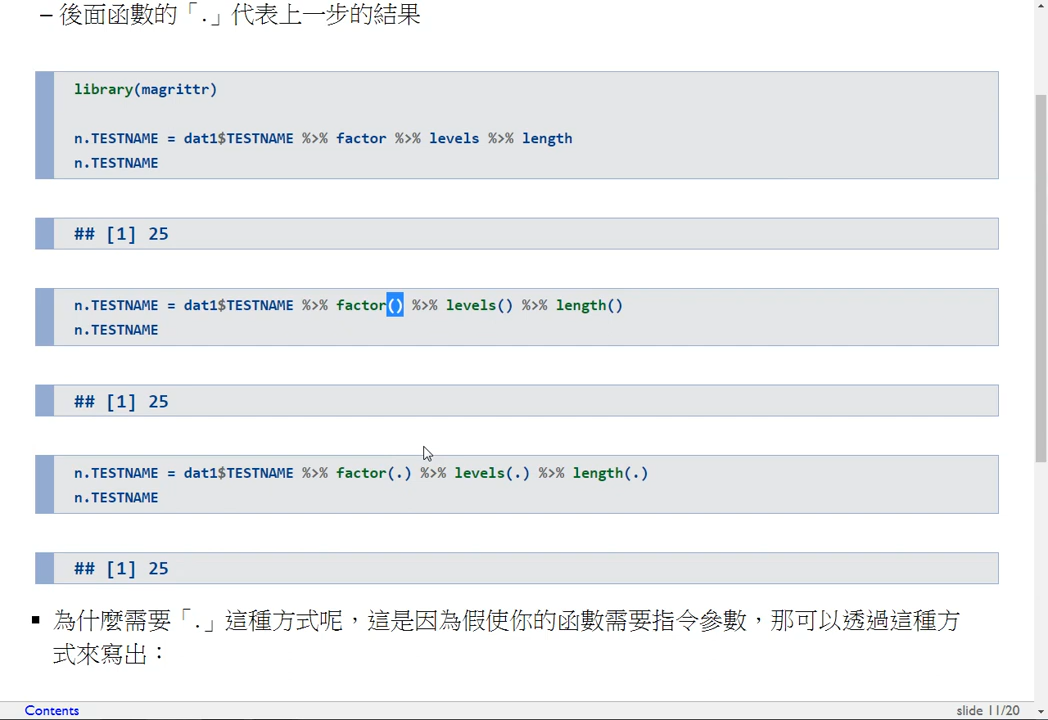 – 後面函數的「.」代表上一步的結果
library(magrittr)
n.TESTNAME = dat1$TESTNAME %>% factor %>% levels %>% length
n.TESTNAME
## [1] 25
n.TESTNAME = dat1$TESTNAME %>% factor() %>% levels() %>% length()
n.TESTNAME
## [1] 25
n.TESTNAME = dat1$TESTNAME %>% factor(.) %>% levels(.) %>% length(.)
n.TESTNAME
## [1] 25
▪ 為什麼需要「.」這種方式呢，這是因為假使你的函數需要指令參數，那可以透過這種方
式來寫出：
Contents
slide 11/20